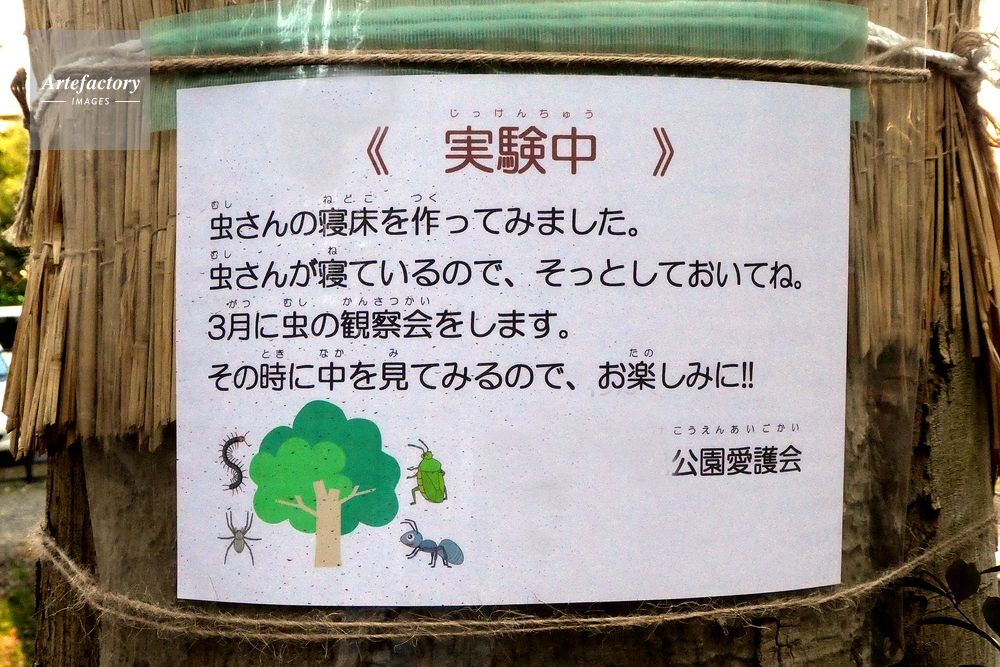 Artefactory
IMAGES
じっけんちゅう
《 実験中 》
むし ねどこ つく
虫さんの寝床を作ってみました。
むし ね
虫さんが寝ているので、そっとしておいてね。
がつ むし かんさつかい
3月に虫の観察会をします。
とき なか み たの
その時に中を見てみるので、お楽しみに!!
こうえんあいごかい
公園愛護会